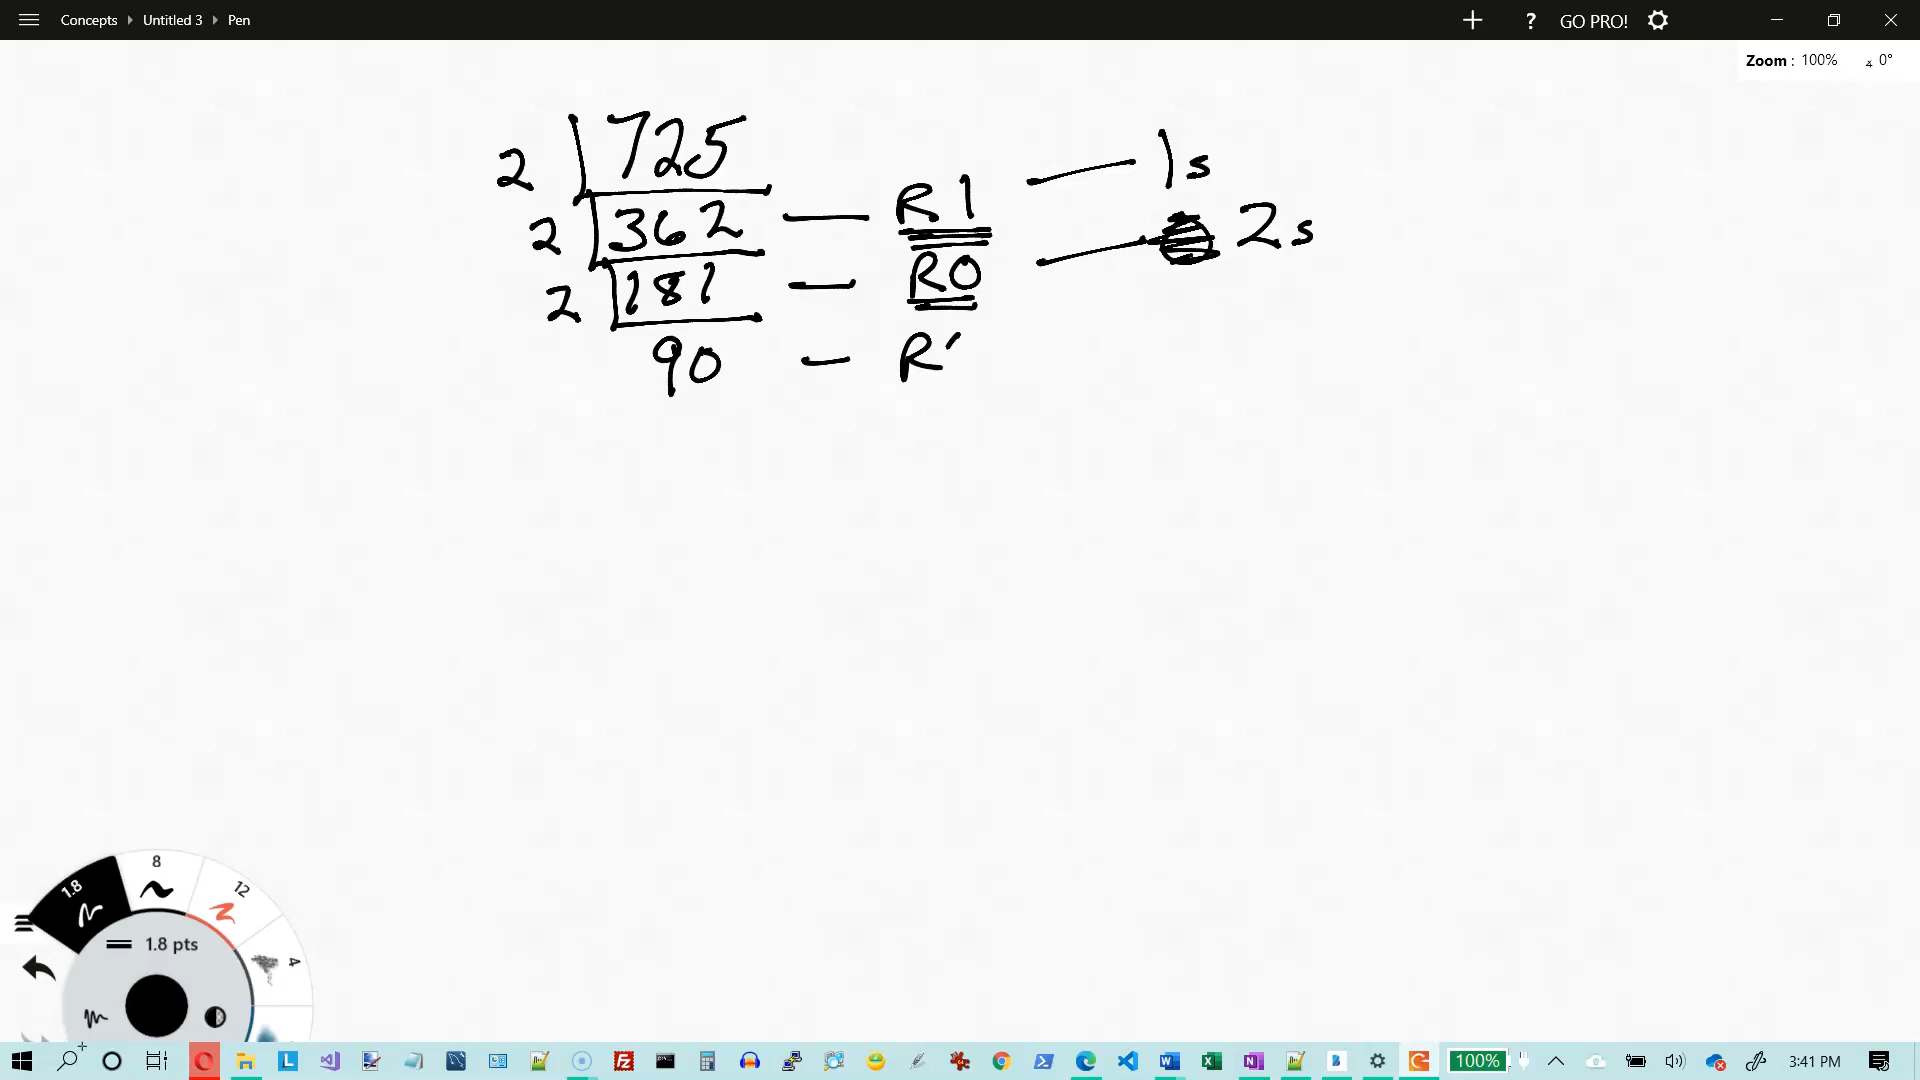 Concepts Untitled 3 Pen
? GO PRO!
Zoom : 100% 0°
2 725
2 362 — R1 — 1s
2 181 — R0 — 2s
90 — R'
1.8
8
12
4
1.8 pts
100% 3:41 PM